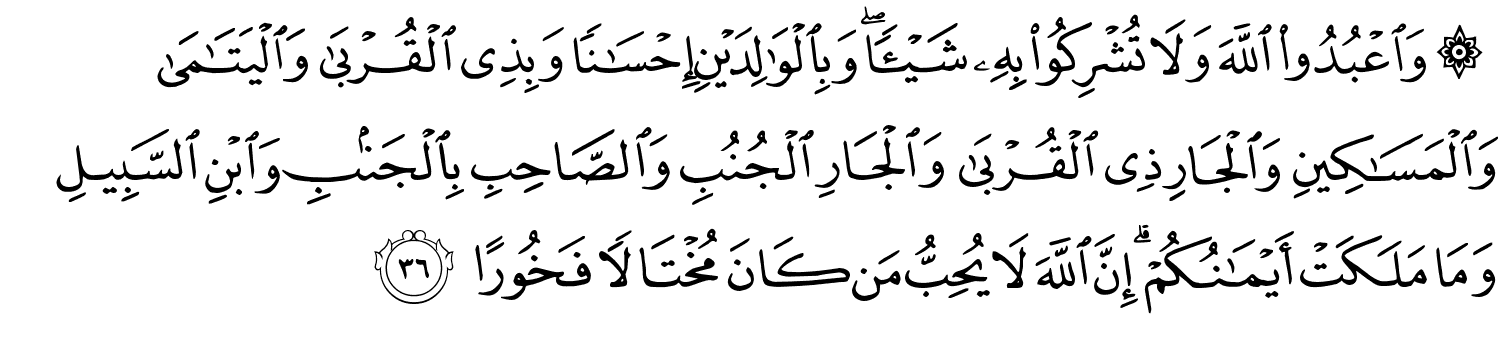 ۞ وَٱعۡبُدُواْ ٱللَّهَ وَلَا تُشۡرِكُواْ بِهِۦ شَيۡـٔٗاۖ وَبِٱلۡوَٰلِدَيۡنِ إِحۡسَٰنٗا وَبِذِي ٱلۡقُرۡبَىٰ وَٱلۡيَتَٰمَىٰ
وَٱلۡمَسَٰكِينِ وَٱلۡجَارِ ذِي ٱلۡقُرۡبَىٰ وَٱلۡجَارِ ٱلۡجُنُبِ وَٱلصَّاحِبِ بِٱلۡجَنۢبِ وَٱبۡنِ ٱلسَّبِيلِ
وَمَا مَلَكَتۡ أَيۡمَٰنُكُمۡۗ إِنَّ ٱللَّهَ لَا يُحِبُّ مَن كَانَ مُخۡتَالٗا فَخُورًا ٣٦